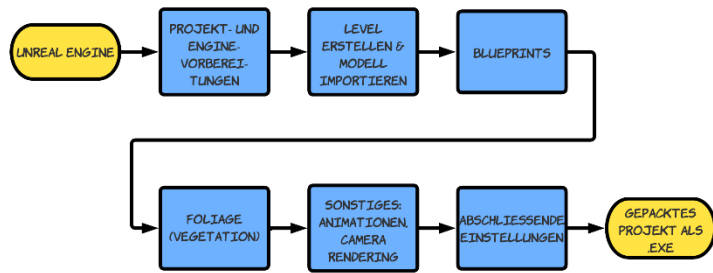 UNREAL ENGINE
PROJEKT- UND
ENGINE-
VORBEREI-
TUNGEN
LEVEL
ERSTELLEN &
MODELL
IMPORTIEREN
BLUEPRINTS
FOLIAGE
(VEGETATION)
SONSTIGES:
ANIMATIONEN,
CAMERA
RENDERING
ABSCHLIESSENDE
EINSTELLUNGEN
GEPACKTES
PROJEKT ALS
.EXE